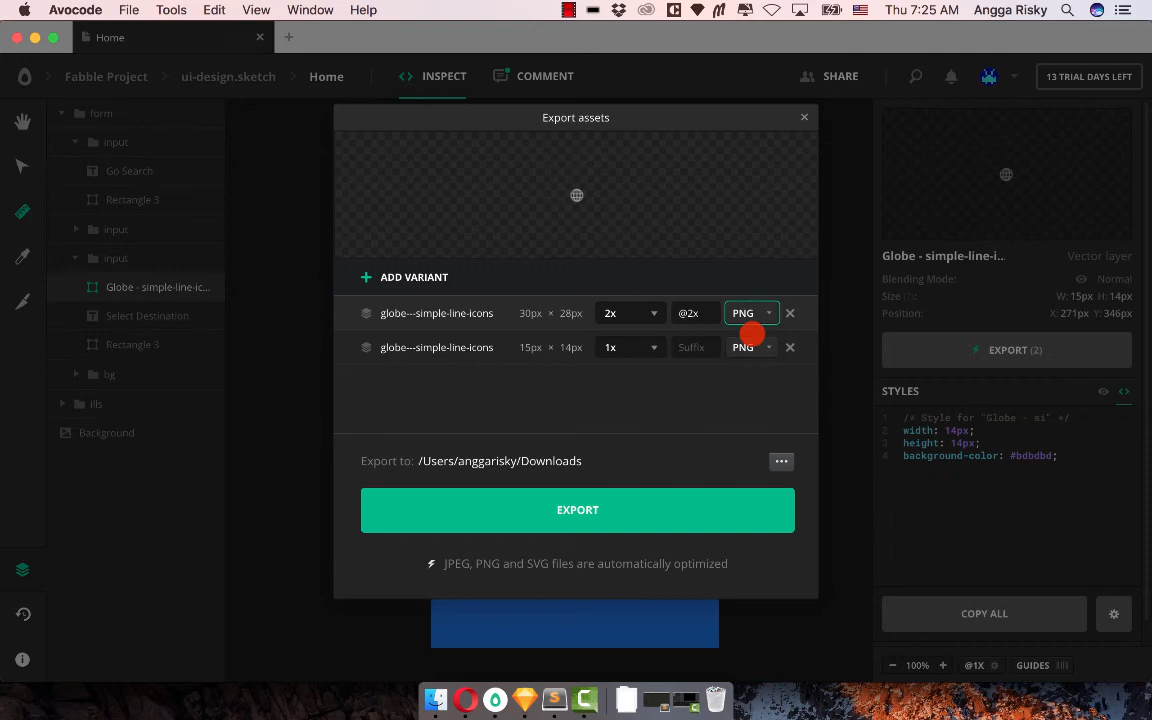 Avocode File Tools Edit View Window Help Thu 7:25 AM Angga Risky
Home
Fabble Project ui-design.sketch Home INSPECT COMMENT SHARE 13 TRIAL DAYS LEFT
form
input
Go Search
Rectangle 3
input
input
Globe - simple-line-ic...
Select Destination
Rectangle 3
bg
ills
Background
Export assets
ADD VARIANT
globe---simple-line-icons 30px × 28px 2x @2x PNG
globe---simple-line-icons 15px × 14px 1x Suffix PNG
Export to: /Users/anggarisky/Downloads
EXPORT
JPEG, PNG and SVG files are automatically optimized
Globe - simple-line-i... Vector layer
Blending Mode: Normal
Size (?): W: 15px H: 14px
Position: X: 271px Y: 346px
EXPORT (2)
STYLES
1 /* Style for "Globe - si" */
2 width: 14px;
3 height: 14px;
4 background-color: #bdbdbd;
COPY ALL
100% @1X GUIDES